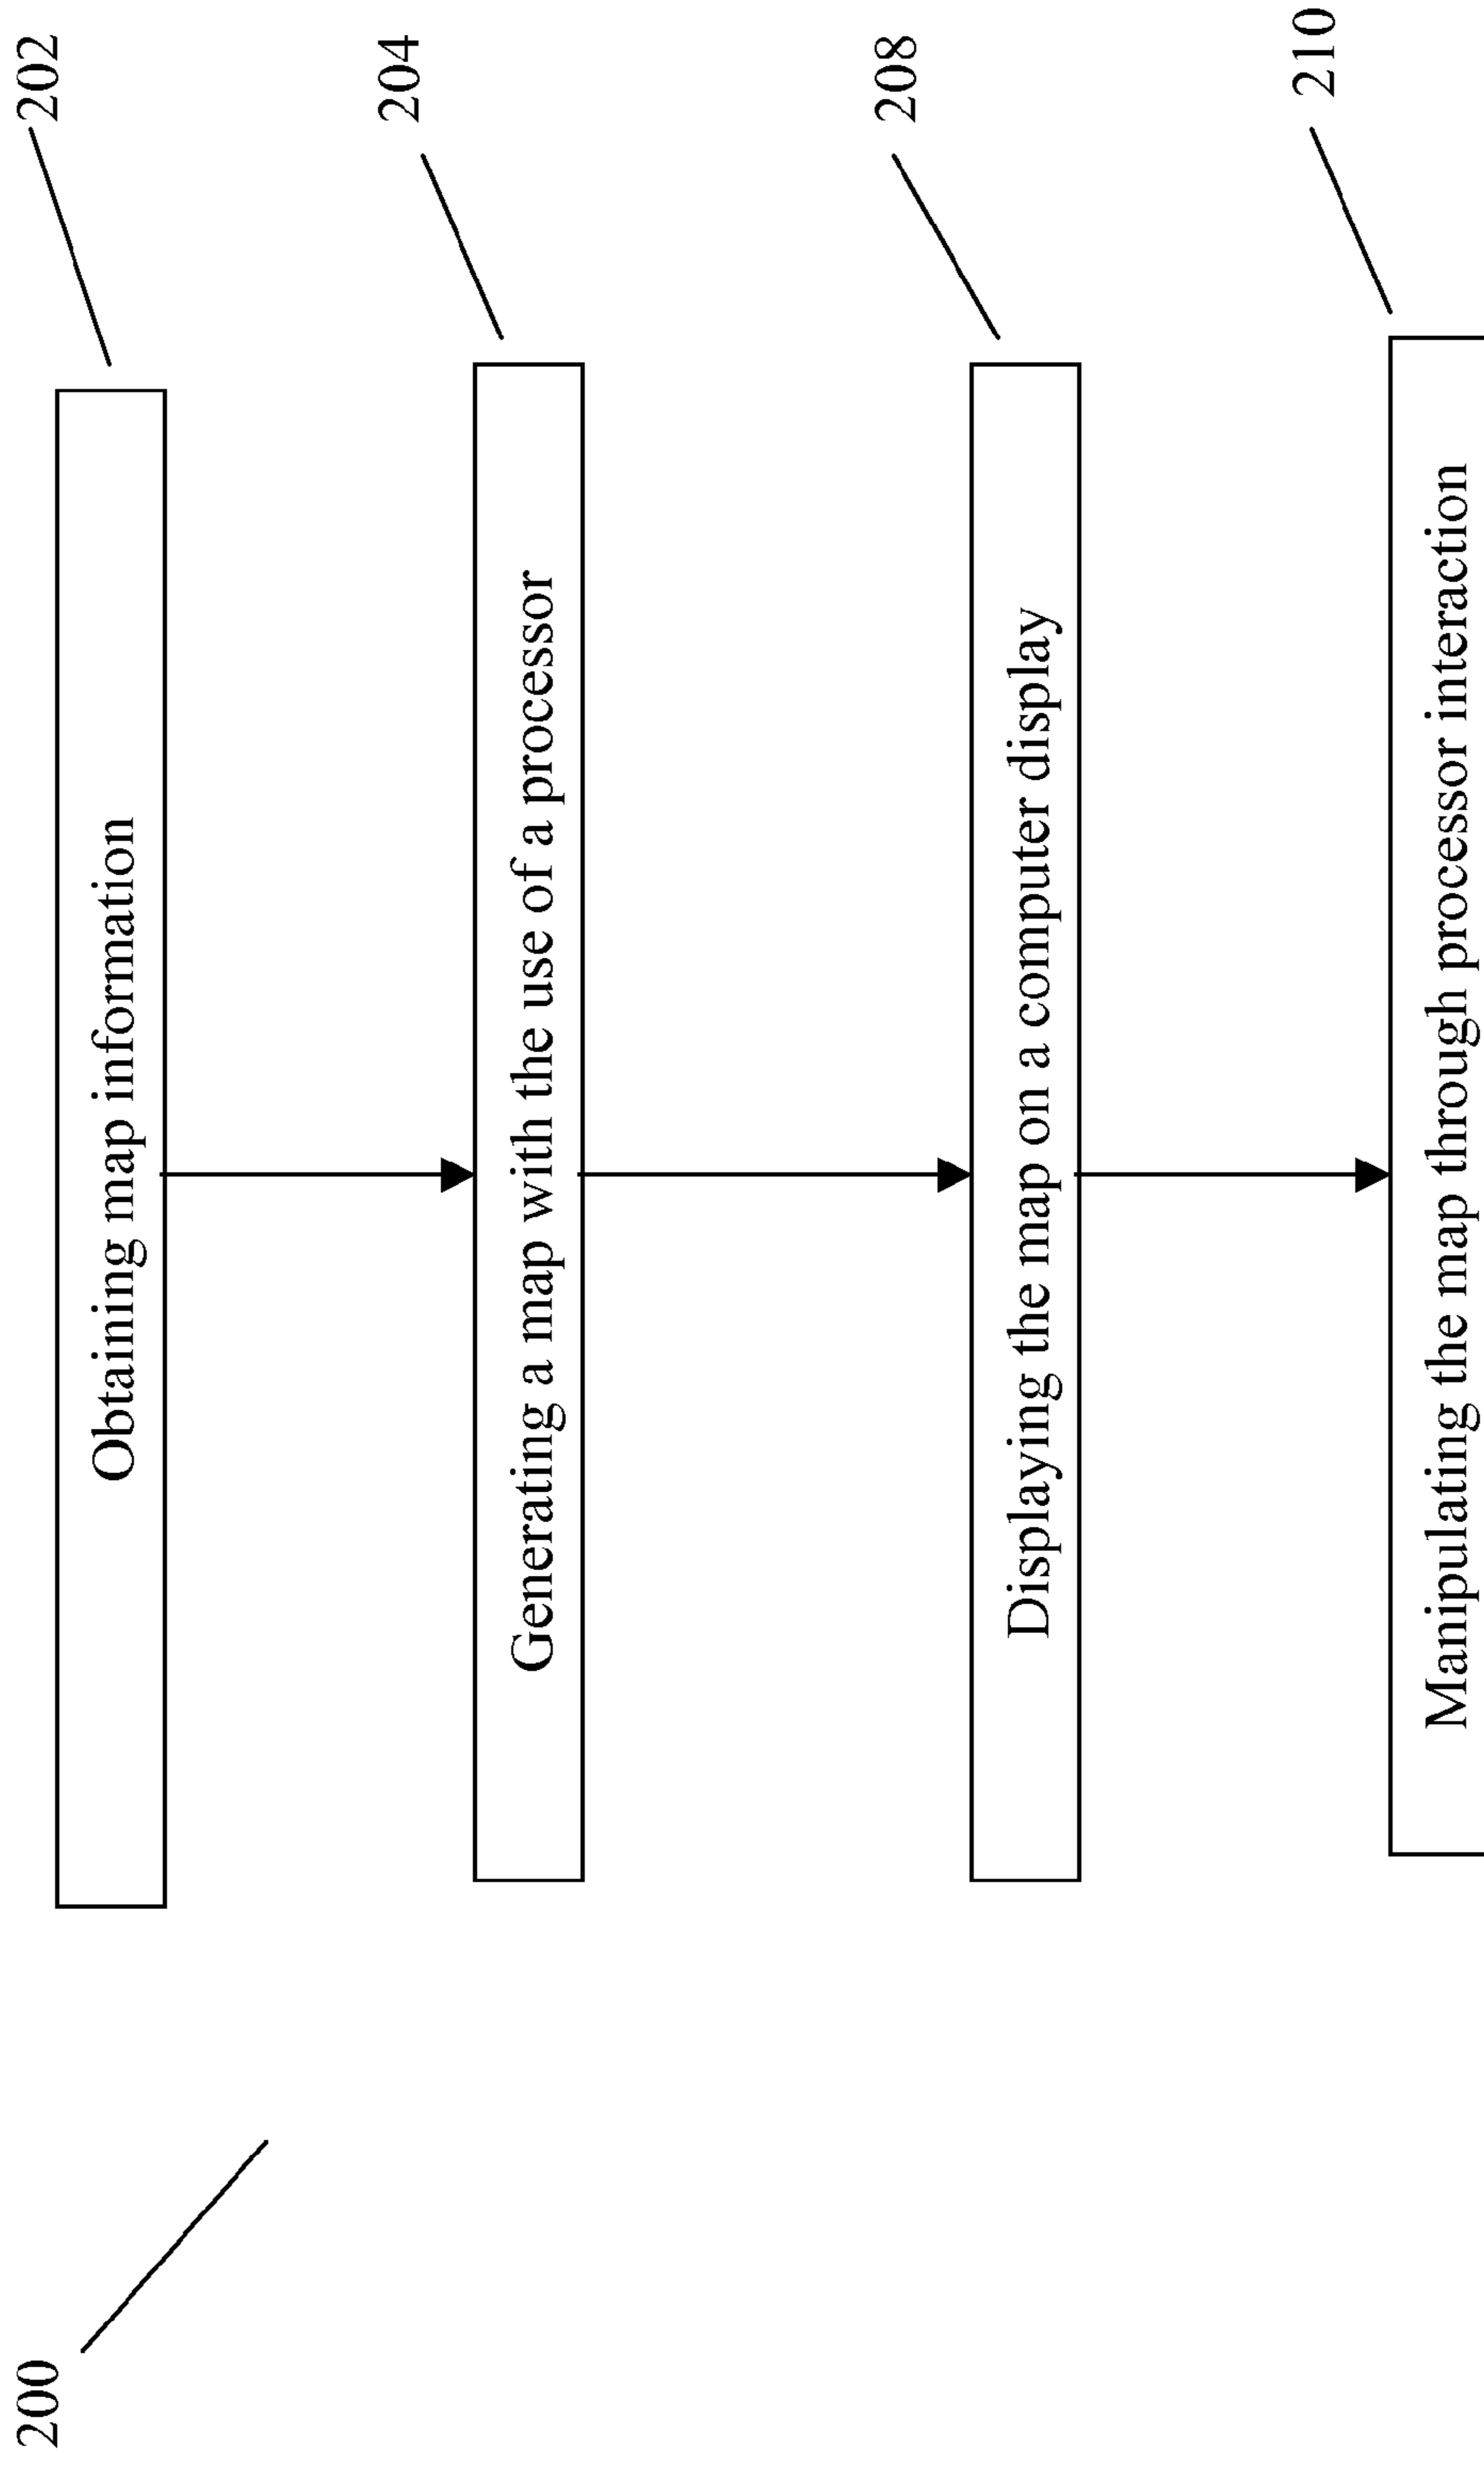 200
202
Obtaining map information
204
Generating a map with the use of a processor
208
Displaying the map on a computer display
210
Manipulating the map through processor interaction